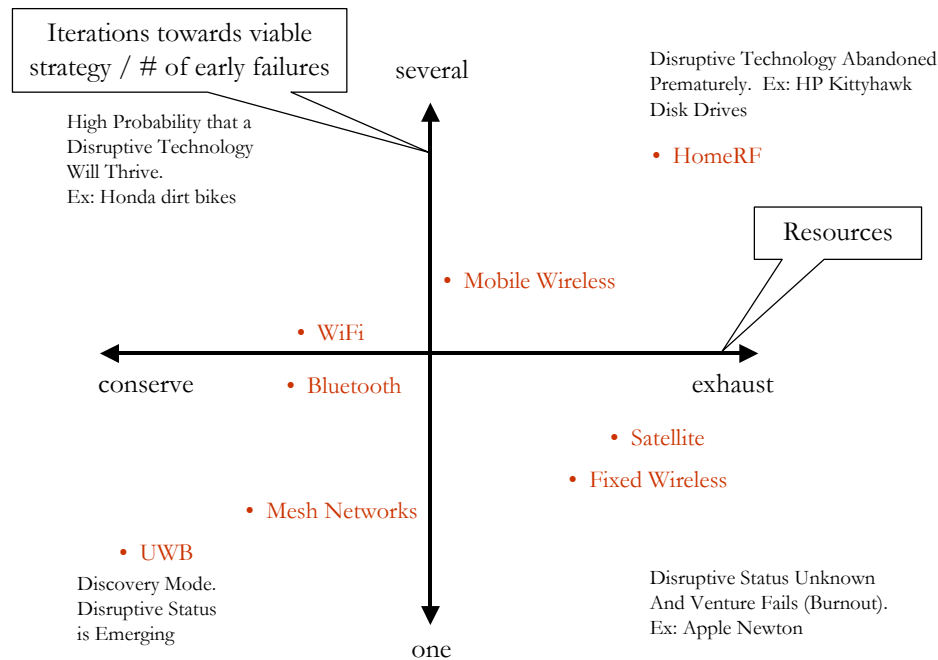 Iterations towards viable
strategy / # of early failures
several
Disruptive Technology Abandoned
Prematurely.  Ex: HP Kittyhawk
Disk Drives
High Probability that a
Disruptive Technology
Will Thrive.
Ex: Honda dirt bikes
• HomeRF
Resources
• Mobile Wireless
• WiFi
conserve
• Bluetooth
exhaust
• Satellite
• Fixed Wireless
• Mesh Networks
• UWB
Discovery Mode.
Disruptive Status
is Emerging
Disruptive Status Unknown
And Venture Fails (Burnout).
Ex: Apple Newton
one